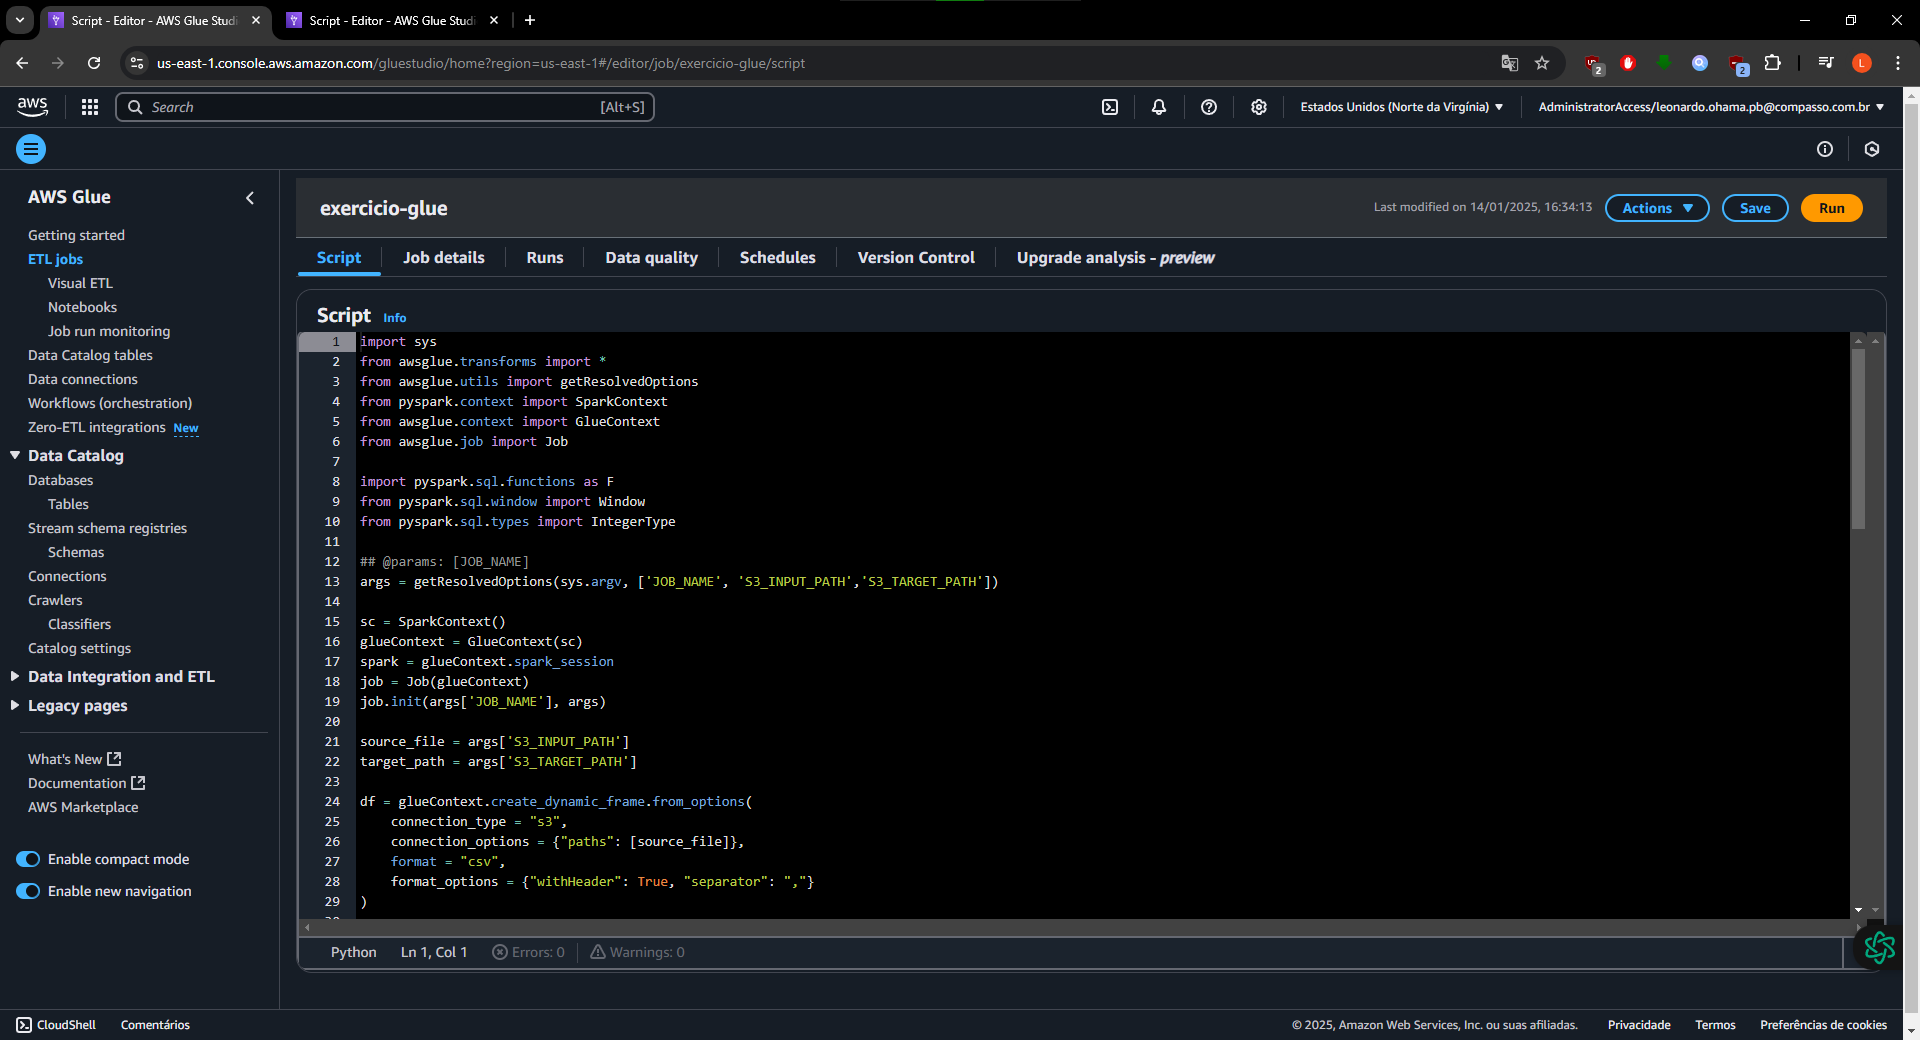 Script - Editor - AWS Glue Studi
Script - Editor - AWS Glue Studi
us-east-1.console.aws.amazon.com/gluestudio/home?region=us-east-1#/editor/job/exercicio-glue/script
2
2
L
aws
Search
[Alt+S]
Estados Unidos (Norte da Virgínia)
AdministratorAccess/leonardo.ohama.pb@compasso.com.br
AWS Glue
Getting started
ETL jobs
Visual ETL
Notebooks
Job run monitoring
Data Catalog tables
Data connections
Workflows (orchestration)
Zero-ETL integrations New
Data Catalog
Databases
Tables
Stream schema registries
Schemas
Connections
Crawlers
Classifiers
Catalog settings
Data Integration and ETL
Legacy pages
What's New
Documentation
AWS Marketplace
Enable compact mode
Enable new navigation
exercicio-glue
Last modified on 14/01/2025, 16:34:13
Actions
Save
Run
Script
Job details
Runs
Data quality
Schedules
Version Control
Upgrade analysis - preview
Script Info
1 import sys
2 from awsglue.transforms import *
3 from awsglue.utils import getResolvedOptions
4 from pyspark.context import SparkContext
5 from awsglue.context import GlueContext
6 from awsglue.job import Job
7
8 import pyspark.sql.functions as F
9 from pyspark.sql.window import Window
10 from pyspark.sql.types import IntegerType
11
12 ## @params: [JOB_NAME]
13 args = getResolvedOptions(sys.argv, ['JOB_NAME', 'S3_INPUT_PATH','S3_TARGET_PATH'])
14
15 sc = SparkContext()
16 glueContext = GlueContext(sc)
17 spark = glueContext.spark_session
18 job = Job(glueContext)
19 job.init(args['JOB_NAME'], args)
20
21 source_file = args['S3_INPUT_PATH']
22 target_path = args['S3_TARGET_PATH']
23
24 df = glueContext.create_dynamic_frame.from_options(
25     connection_type = "s3",
26     connection_options = {"paths": [source_file]},
27     format = "csv",
28     format_options = {"withHeader": True, "separator": ","}
29 )
Python
Ln 1, Col 1
Errors: 0
Warnings: 0
CloudShell
Comentários
© 2025, Amazon Web Services, Inc. ou suas afiliadas.
Privacidade
Termos
Preferências de cookies